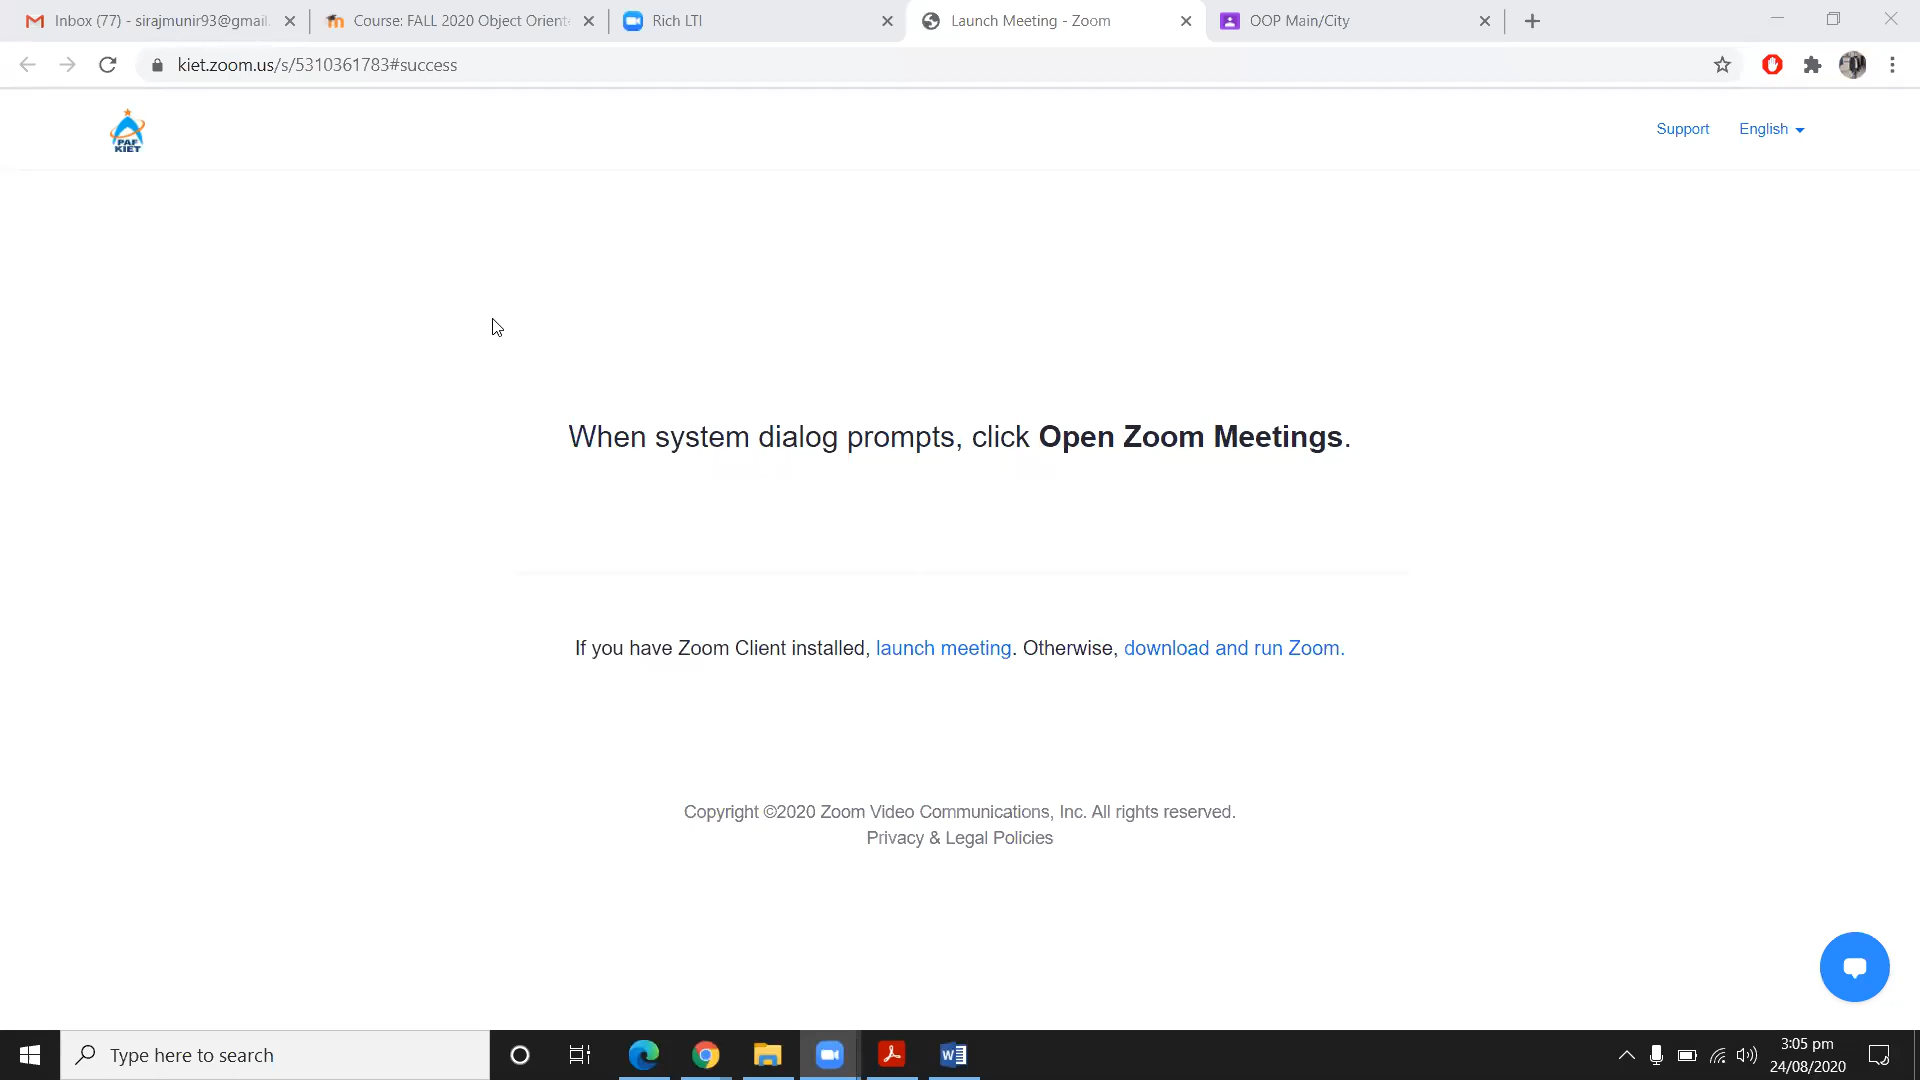 Inbox (77) - sirajmunir93@gmail.
Course: FALL 2020 Object Orient
Rich LTI
Launch Meeting - Zoom
OOP Main/City
kiet.zoom.us/s/5310361783#success
PAF
KIET
Support
English
When system dialog prompts, click Open Zoom Meetings.
If you have Zoom Client installed, launch meeting. Otherwise, download and run Zoom.
Copyright ©2020 Zoom Video Communications, Inc. All rights reserved.
Privacy & Legal Policies
Type here to search
3:05 pm
24/08/2020